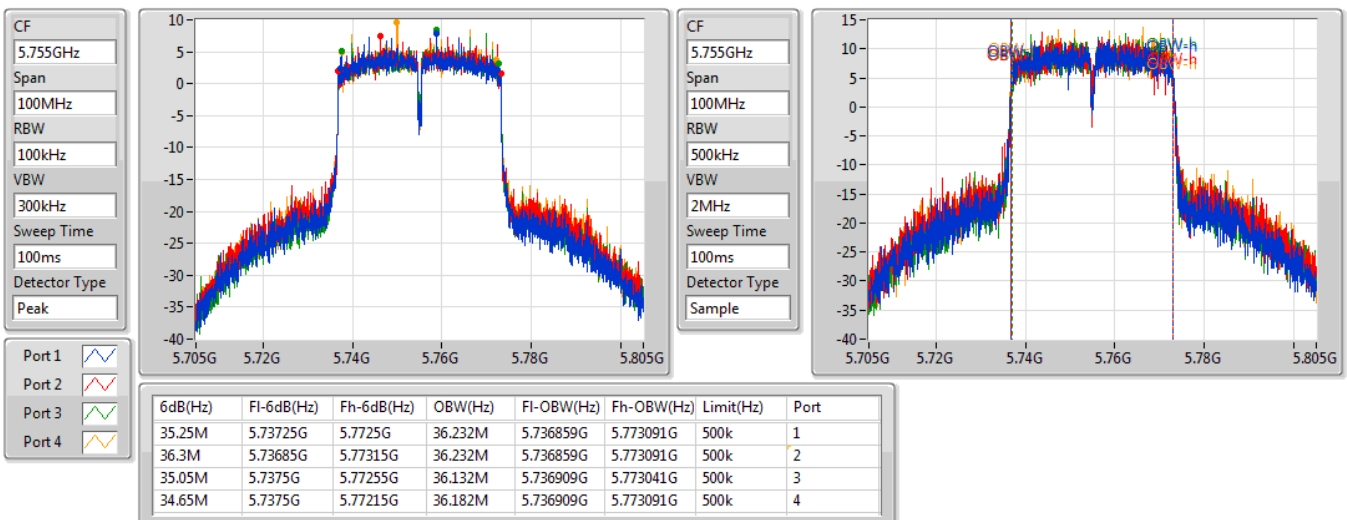 CF
5.755GHz
Span
100MHz
RBW
100kHz
VBW
300kHz
Sweep Time
100ms
Detector Type
Peak
10
5
0
-5
-10
-15
-20
-25
-30
-35
-40
5.705G 5.72G 5.74G 5.76G 5.78G 5.805G
Port 1
Port 2
Port 3
Port 4
CF
5.755GHz
Span
100MHz
RBW
500kHz
VBW
2MHz
Sweep Time
100ms
Detector Type
Sample
15
10
5
0
-5
-10
-15
-20
-25
-30
-35
-40
OBW-h
OBW-h
5.705G 5.72G 5.74G 5.76G 5.78G 5.805G
6dB(Hz) Fl-6dB(Hz) Fh-6dB(Hz) OBW(Hz) Fl-OBW(Hz) Fh-OBW(Hz) Limit(Hz) Port
35.25M 5.73725G 5.7725G 36.232M 5.736859G 5.773091G 500k 1
36.3M 5.73685G 5.77315G 36.232M 5.736859G 5.773091G 500k 2
35.05M 5.7375G 5.77255G 36.132M 5.736909G 5.773041G 500k 3
34.65M 5.7375G 5.77215G 36.182M 5.736909G 5.773091G 500k 4